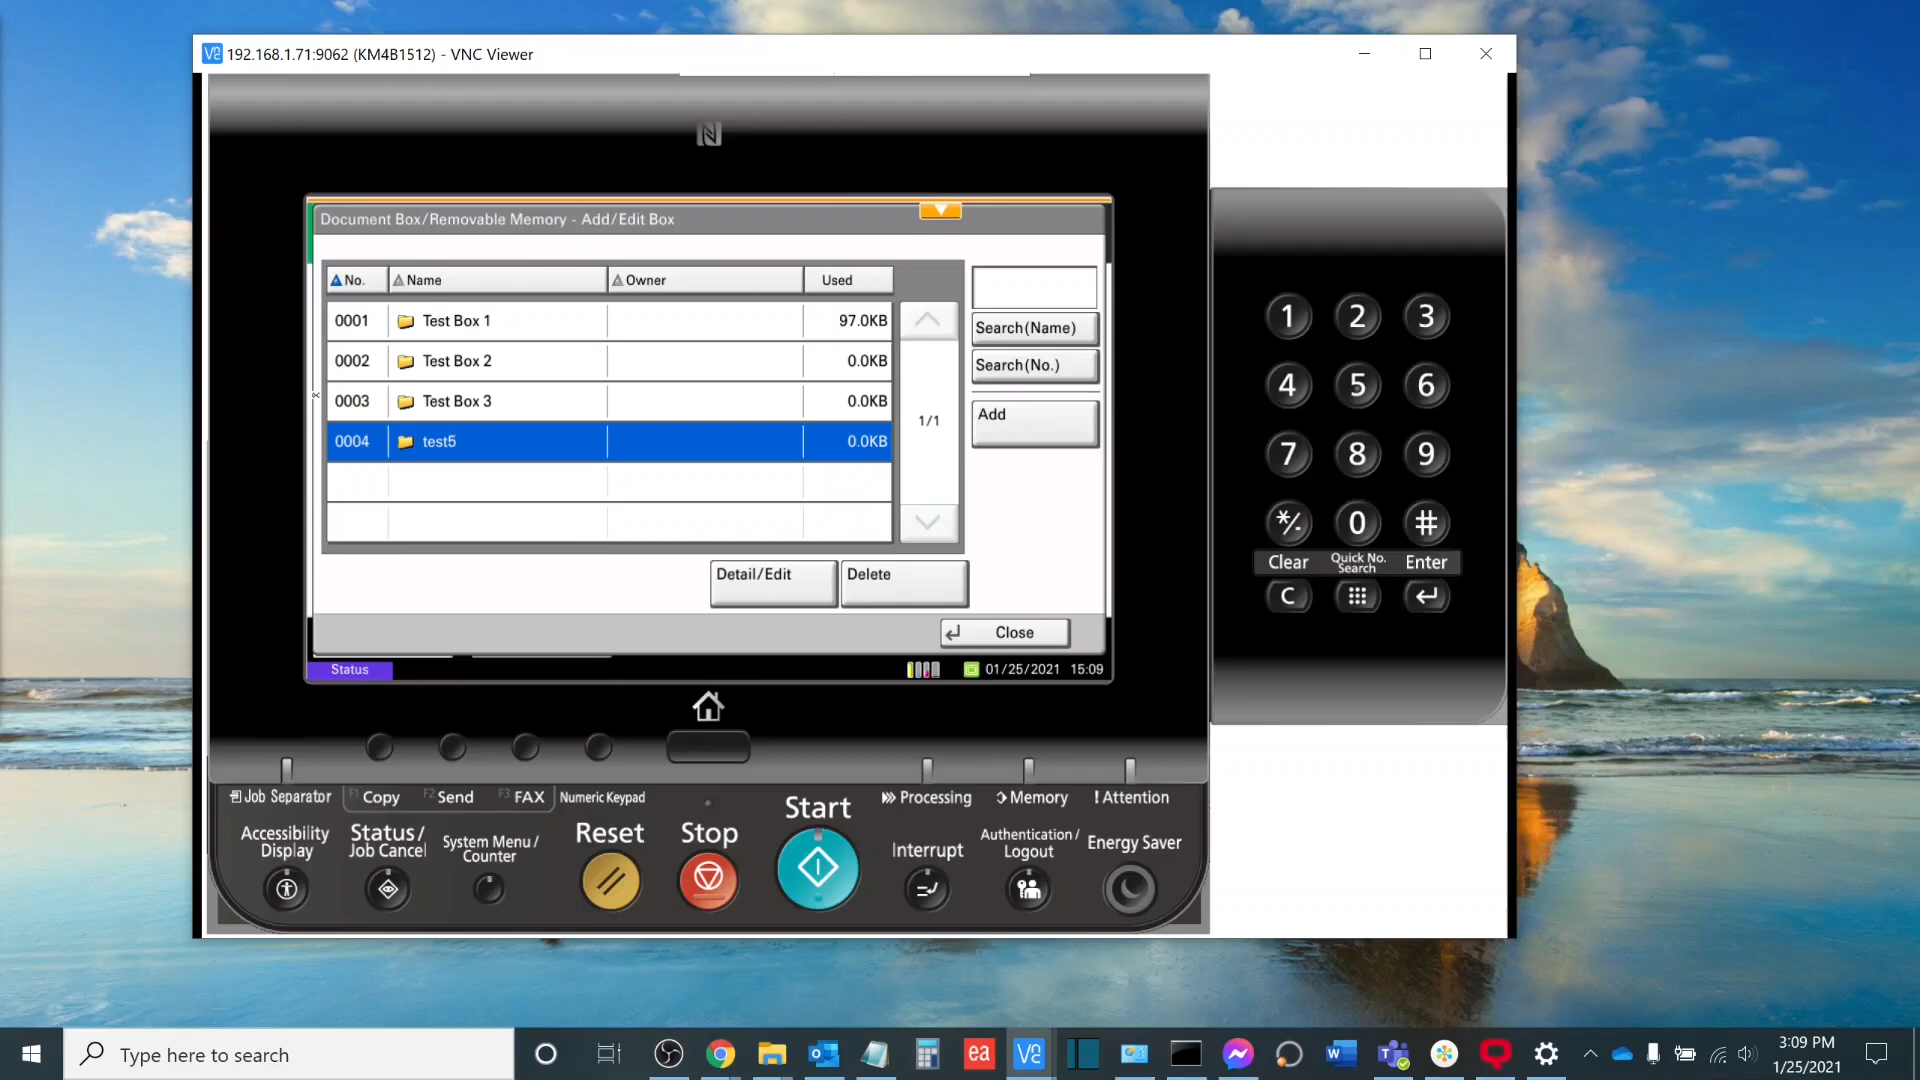 192.168.1.71:9062 (KM4B1512) - VNC Viewer
Document Box/Removable Memory - Add/Edit Box
No. Name Owner Used
0001 Test Box 1 97.0KB
0002 Test Box 2 0.0KB
0003 Test Box 3 0.0KB
0004 test5 0.0KB
1/1
Search(Name)
Search(No.)
Add
Detail/Edit Delete
Close
Status 01/25/2021 15:09
1 2 3
4 5 6
7 8 9
*/. 0 #
Clear Quick No. Search Enter
C
Job Separator F1 Copy F2 Send F3 FAX Numeric Keypad
Processing Memory Attention
Accessibility Display
Status/ Job Cancel
System Menu/ Counter
Reset
Stop
Start
Interrupt
Authentication/ Logout
Energy Saver
Type here to search
ea
3:09 PM
1/25/2021